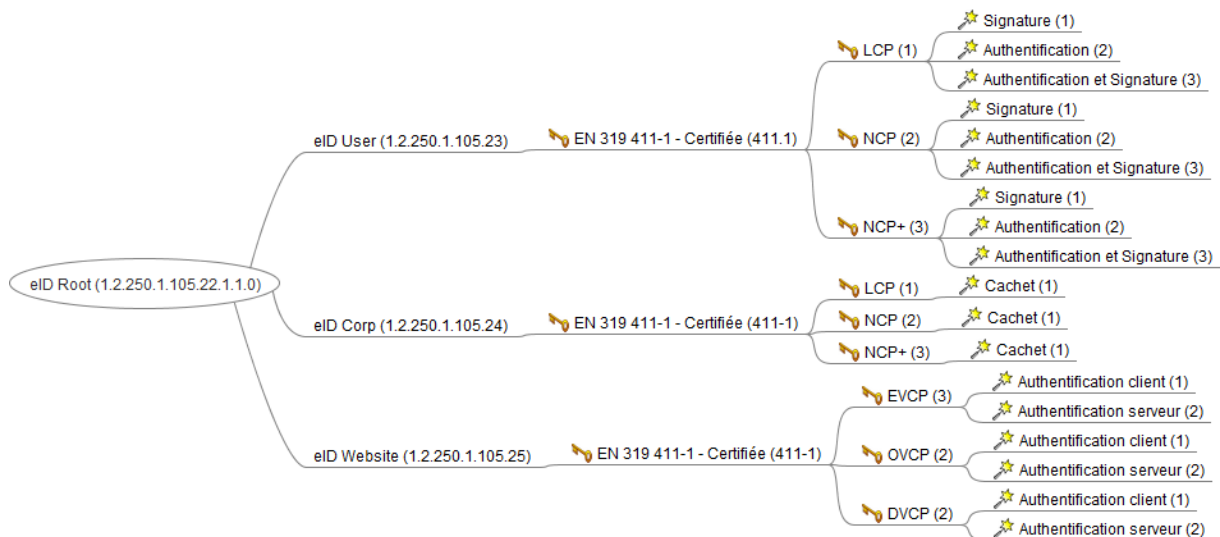 eID Root (1.2.250.1.105.22.1.1.0)
eID User (1.2.250.1.105.23)
EN 319 411-1 - Certifiée (411.1)
LCP (1)
Signature (1)
Authentification (2)
Authentification et Signature (3)
NCP (2)
Signature (1)
Authentification (2)
Authentification et Signature (3)
NCP+ (3)
Signature (1)
Authentification (2)
Authentification et Signature (3)
eID Corp (1.2.250.1.105.24)
EN 319 411-1 - Certifiée (411-1)
LCP (1)
Cachet (1)
NCP (2)
Cachet (1)
NCP+ (3)
Cachet (1)
eID Website (1.2.250.1.105.25)
EN 319 411-1 - Certifiée (411-1)
EVCP (3)
Authentification client (1)
Authentification serveur (2)
OVCP (2)
Authentification client (1)
Authentification serveur (2)
DVCP (2)
Authentification client (1)
Authentification serveur (2)